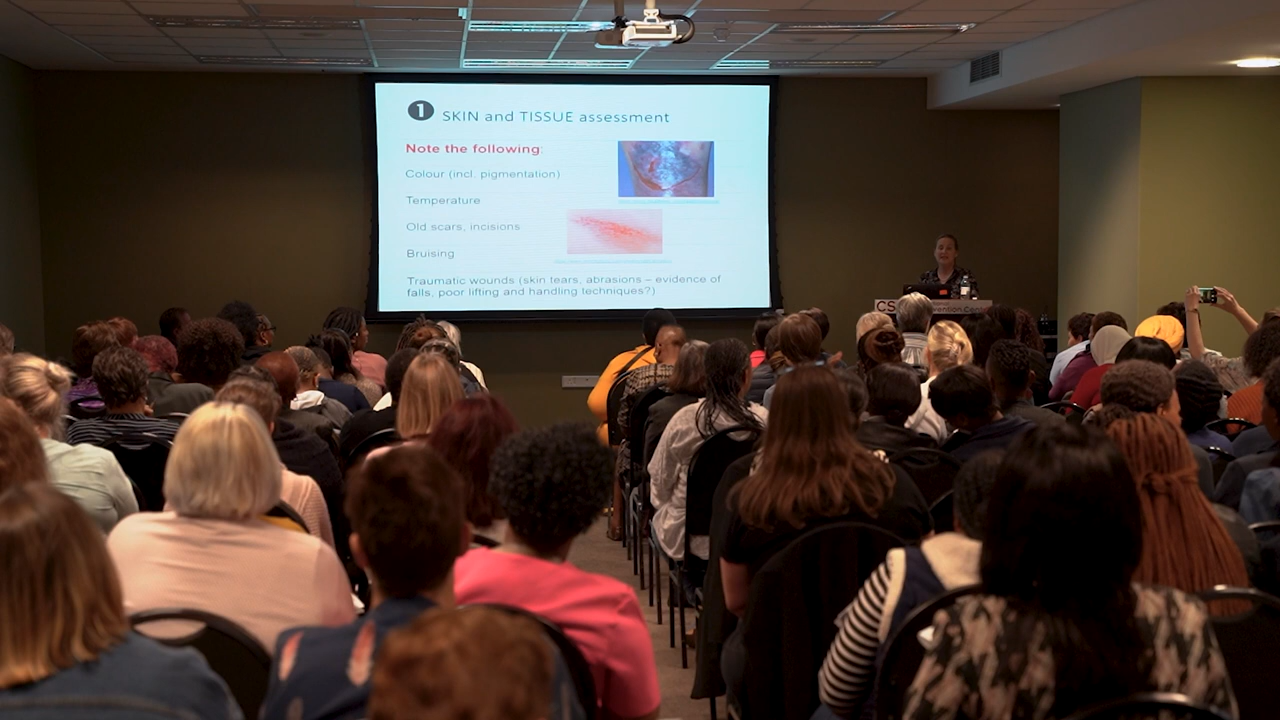 1 SKIN and TISSUE assessment
Note the following:
Colour (incl. pigmentation)
Temperature
Old scars, incisions
Bruising
Traumatic wounds (skin tears, abrasions – evidence of
falls, poor lifting and handling techniques?)
CS